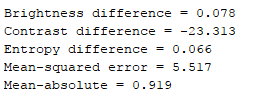 Brightness difference = 0.078
Contrast difference = -23.313
Entropy difference = 0.066
Mean-squared error = 5.517
Mean-absolute = 0.919